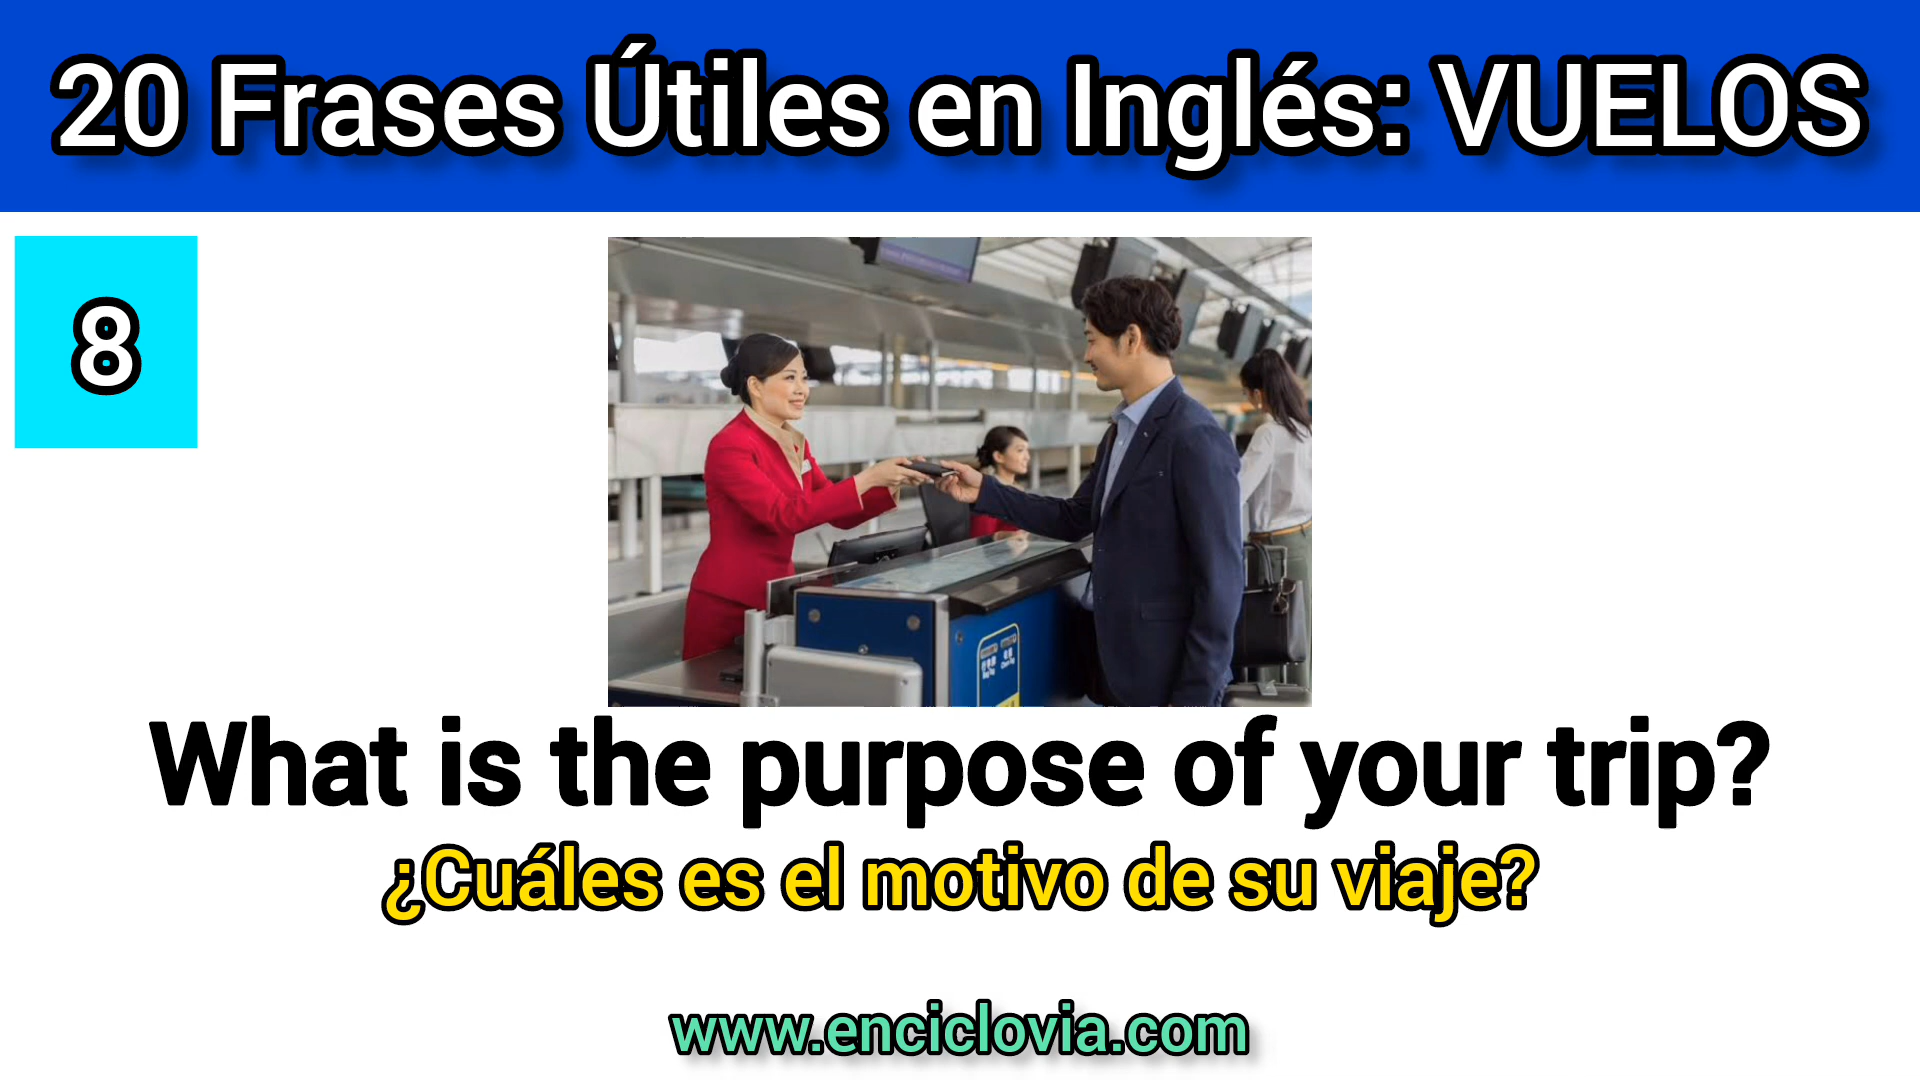 20 Frases Útiles en Inglés: VUELOS
8
What is the purpose of your trip?
¿Cuáles es el motivo de su viaje?
www.enciclovia.com